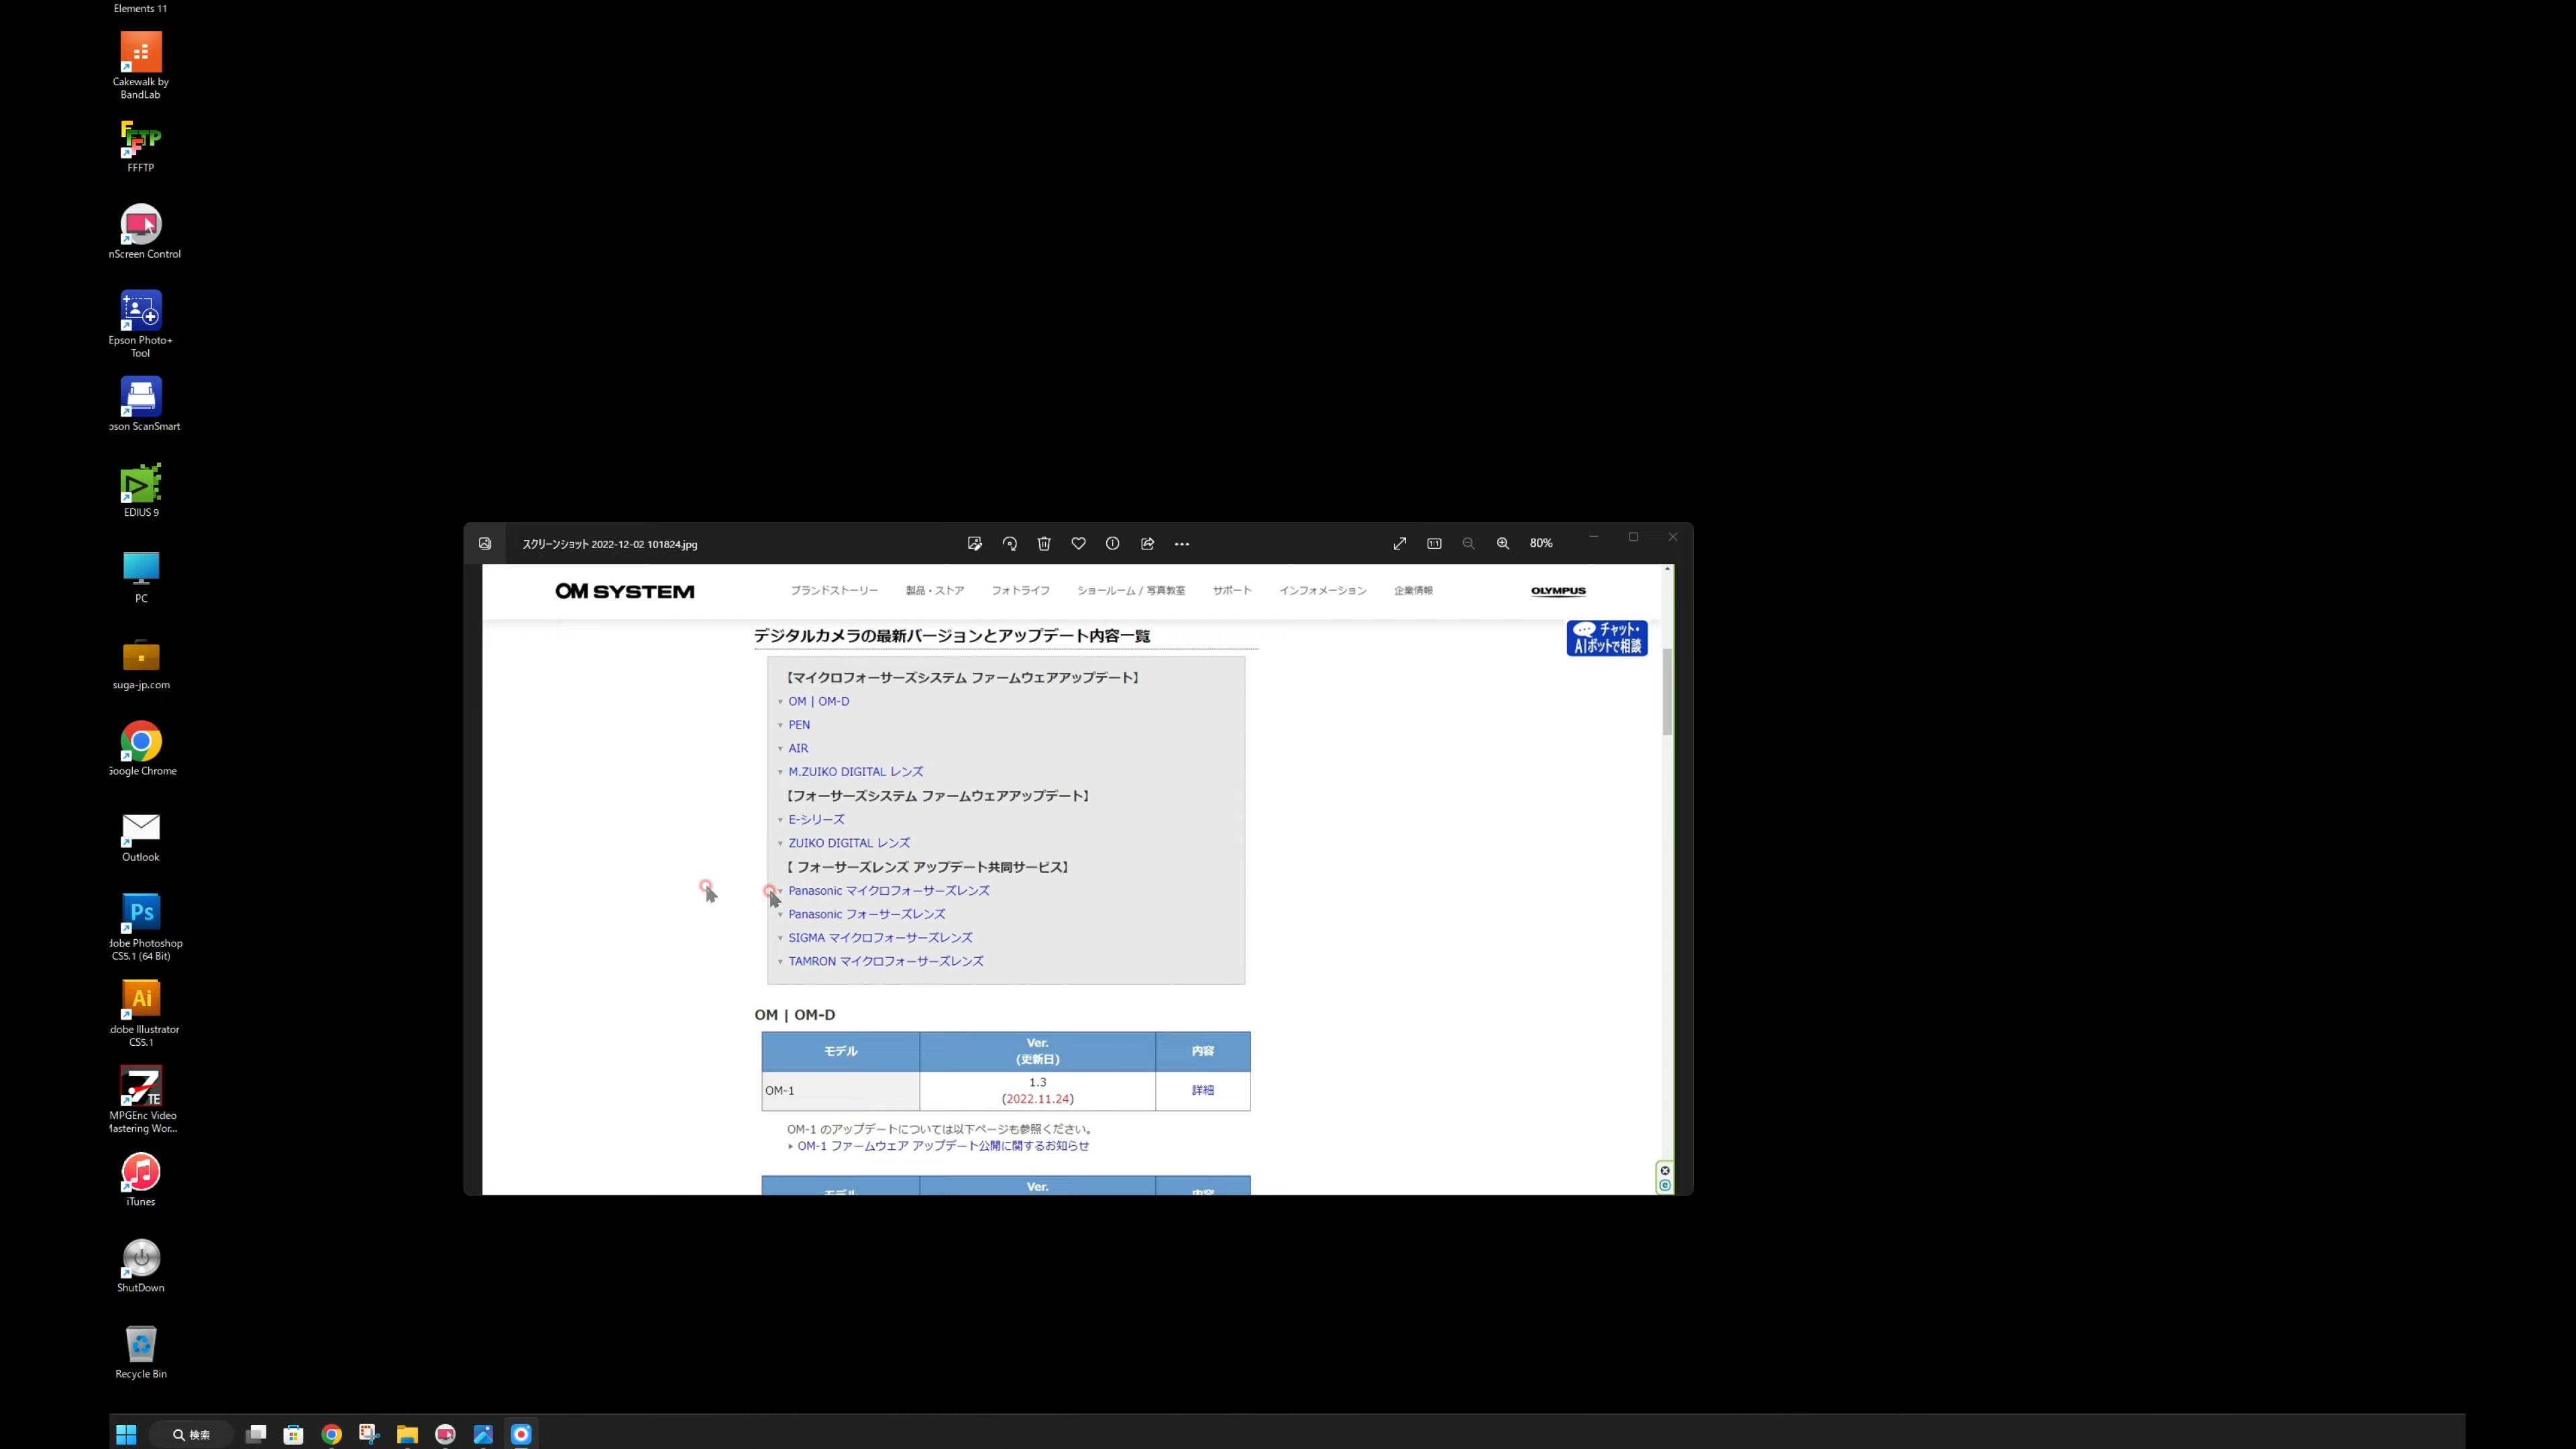 Elements 11
Cakewalk by
BandLab
FFFTP
nScreen Control
Epson Photo+
Tool
pson ScanSmart
EDIUS 9
PC
suga-jp.com
Google Chrome
Outlook
Ps
dobe Photoshop
CS5.1 (64 Bit)
Ai
dobe Illustrator
CS5.1
7
TE
MPGEnc Video
Mastering Wor...
iTunes
ShutDown
Recycle Bin
検索
スクリーンショット 2022-12-02 101824.jpg
80%
OM SYSTEM
ブランドストーリー
製品・ストア
フォトライフ
ショールーム / 写真教室
サポート
インフォメーション
企業情報
OLYMPUS
チャット・
AIボットで相談
デジタルカメラの最新バージョンとアップデート内容一覧
【マイクロフォーサーズシステム ファームウェアアップデート】
OM | OM-D
PEN
AIR
M.ZUIKO DIGITAL レンズ
【フォーサーズシステム ファームウェアアップデート】
E-シリーズ
ZUIKO DIGITAL レンズ
【 フォーサーズレンズ アップデート共同サービス】
Panasonic マイクロフォーサーズレンズ
Panasonic フォーサーズレンズ
SIGMA マイクロフォーサーズレンズ
TAMRON マイクロフォーサーズレンズ
OM | OM-D
モデル
Ver.
(更新日)
内容
OM-1
1.3
(2022.11.24)
詳細
OM-1 のアップデートについては以下ページも参照ください。
OM-1 ファームウェア アップデート公開に関するお知らせ
モデル
Ver.
内容